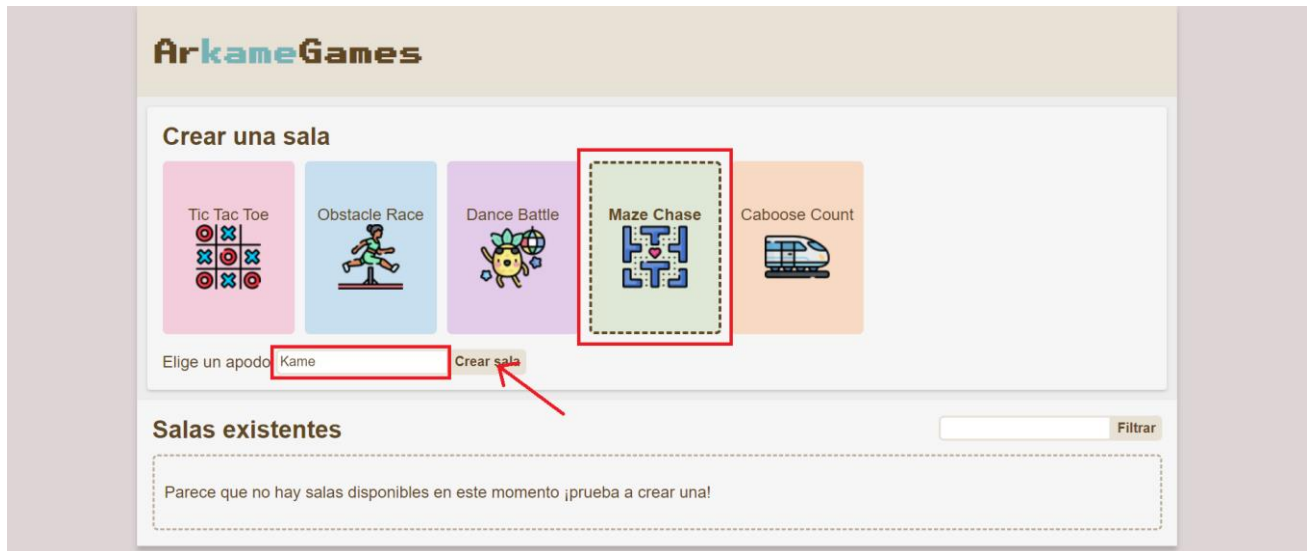 ArkameGames
Crear una sala
Tic Tac Toe
Obstacle Race
Dance Battle
Maze Chase
Caboose Count
Elige un apodo Kame Crear sala
Salas existentes
Filtrar
Parece que no hay salas disponibles en este momento ¡prueba a crear una!